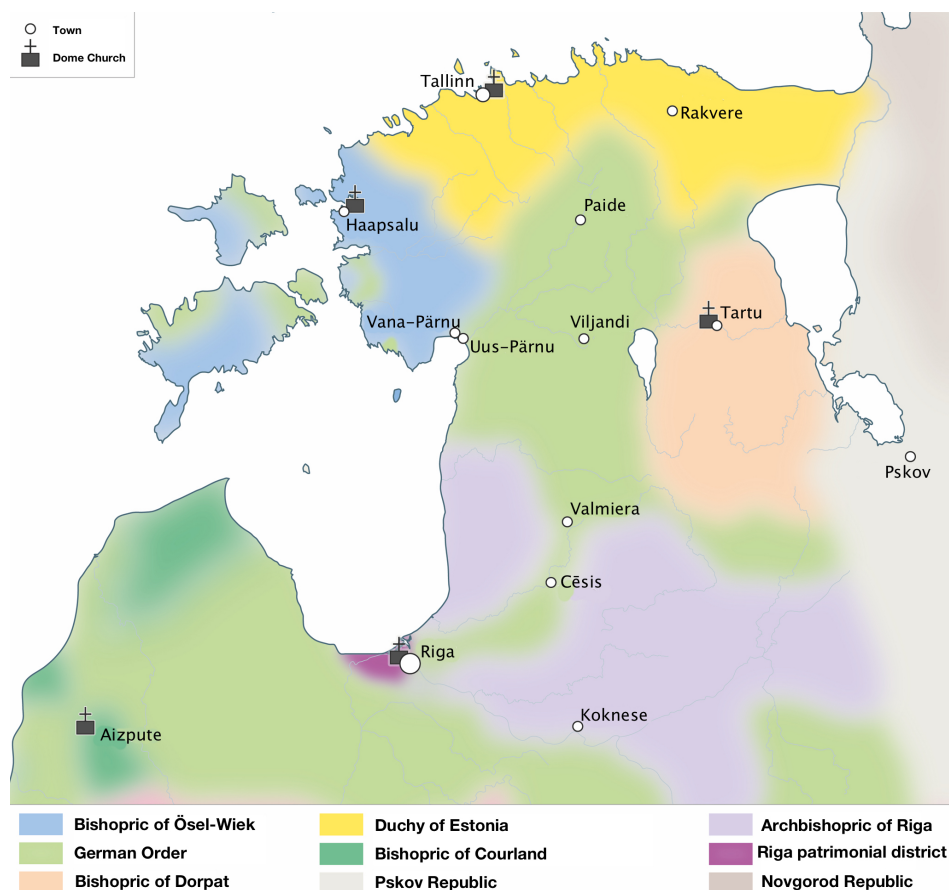 Town
Dome Church
Tallinn
Rakvere
Paide
Haapsalu
Tartu
Vana-Pärnu
Viljandi
Uus-Pärnu
Pskov
Valmiera
Cēsis
Riga
Koknese
Aizpute
Bishopric of Ösel-Wiek
Duchy of Estonia
Archbishopric of Riga
German Order
Bishopric of Courland
Riga patrimonial district
Bishopric of Dorpat
Pskov Republic
Novgorod Republic